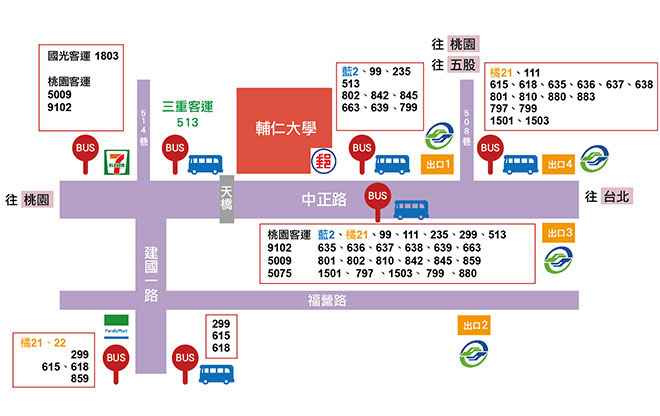 往 桃園
往 五股
國光客運 1803
桃園客運
5009
9102
三重客運
513
藍2、99、235
513
802、842、845
663、639、799
橘21、111
615、618、635、636、637、638
801、810、880、883
797、799
1501、1503
514巷
508巷
輔仁大學
郵
BUS
7
ELEVEN
BUS
BUS
出口1
BUS
出口4
往 桃園
天橋
中正路
BUS
往 台北
桃園客運
9102
5009
5075
藍2、橘21、99、111、235、299、513
635、636、637、638、639、663
801、802、810、842、845、859
1501、797、1503、799、880
出口3
建國一路
福營路
FamilyMart
橘21、22
299
615、618
859
BUS
BUS
299
615
618
出口2